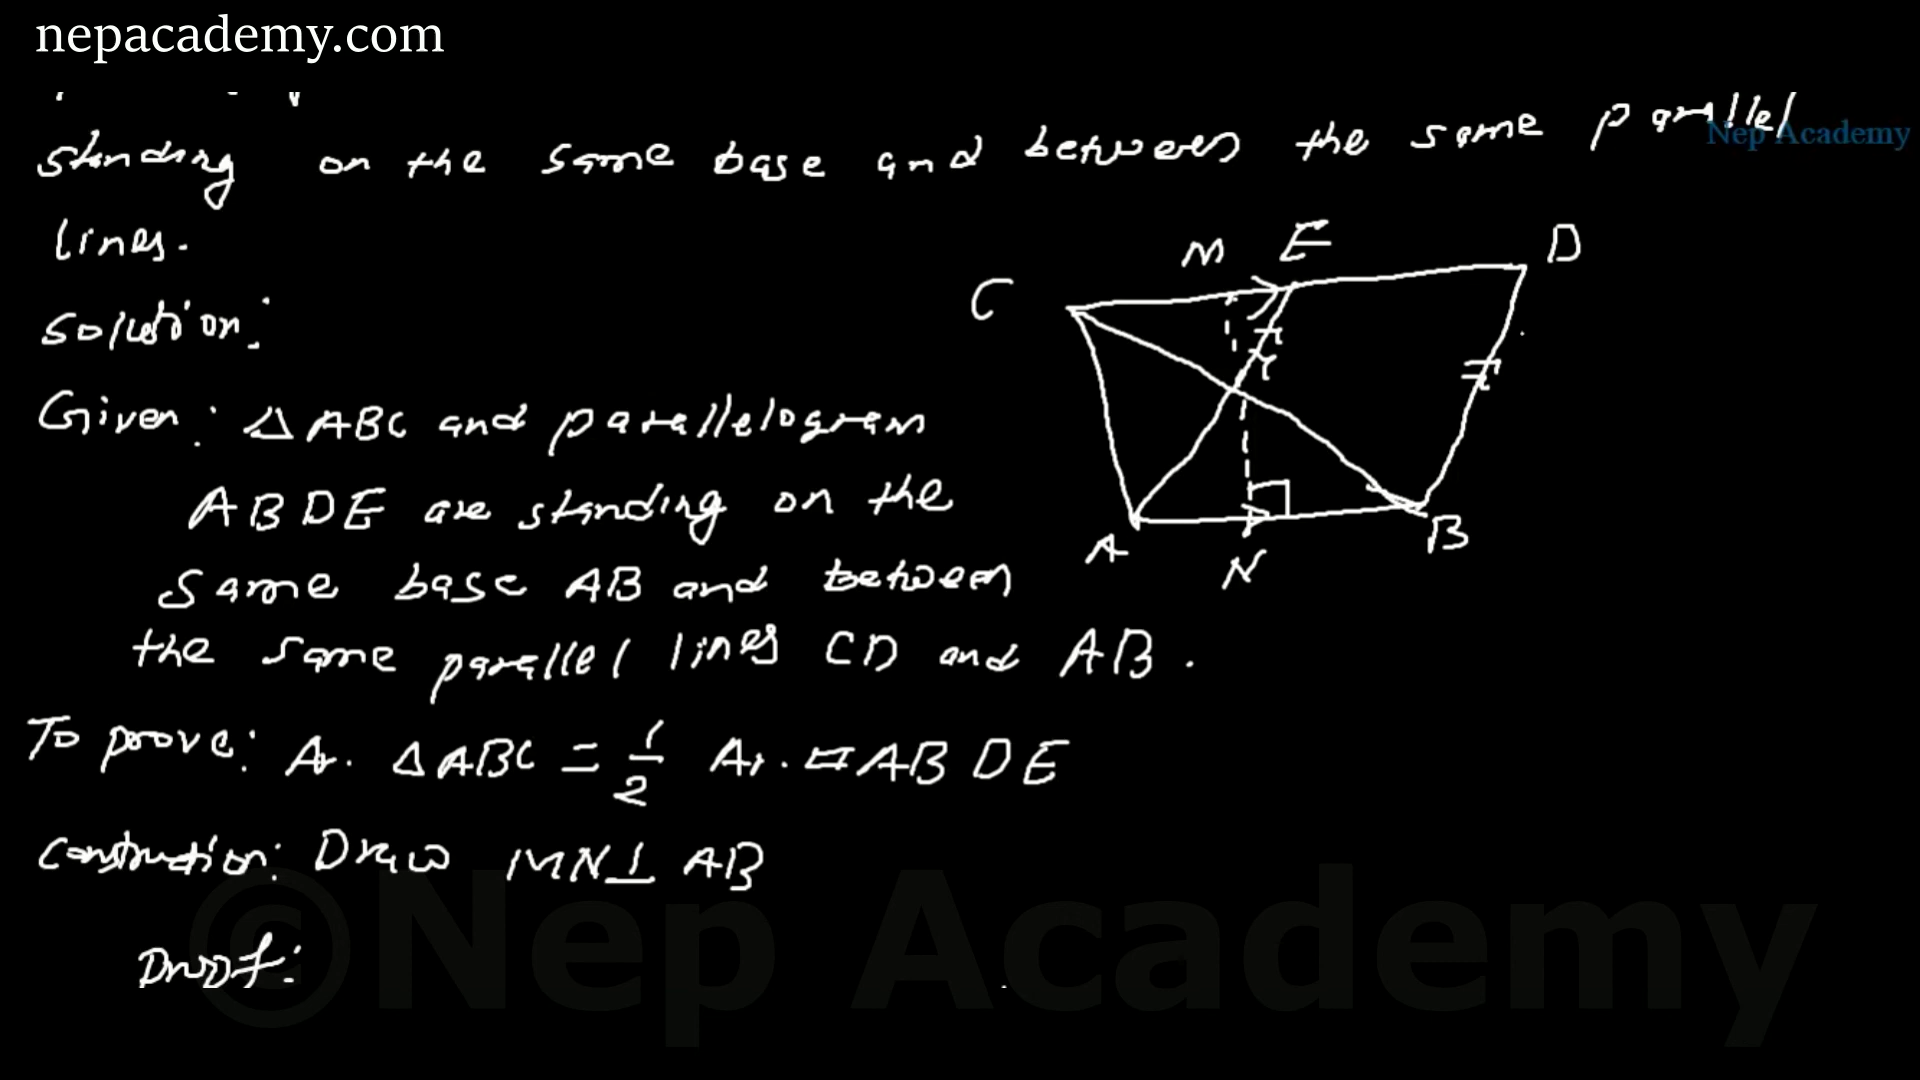 nepacademy.com
standing on the same base and between the same parallel
Nep Academy
lines.
M E D
C
solution:
Given: △ ABC and parallelogram
ABDE are standing on the
A N B
same base AB and between
the same parallel lines CD and AB.
To prove: Ar. △ABC = 1/2 Ar. ▱ABDE
Construction: Draw MN⊥ AB
Proof:
©Nep Academy